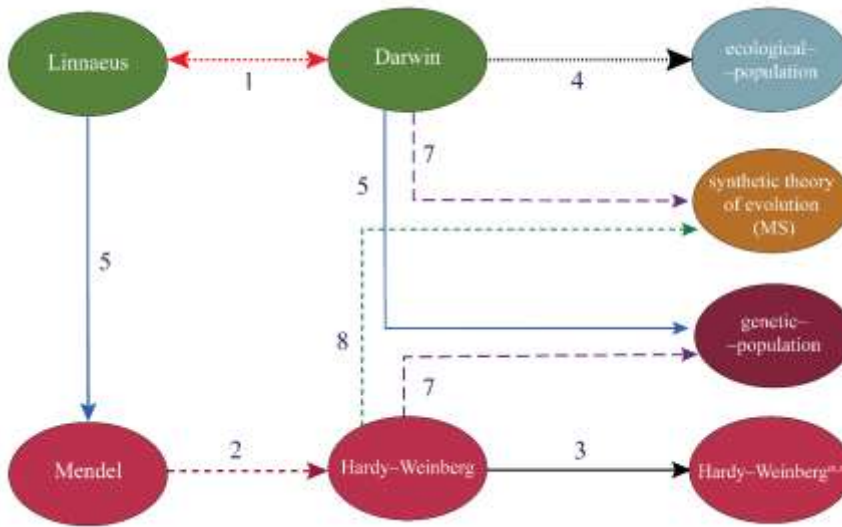 Linnaeus
1
Darwin
4
ecological–
–population
7
5
synthetic theory
of evolution
(MS)
5
8
genetic–
–population
7
Mendel
2
Hardy–Weinberg
3
Hardy–Weinberg